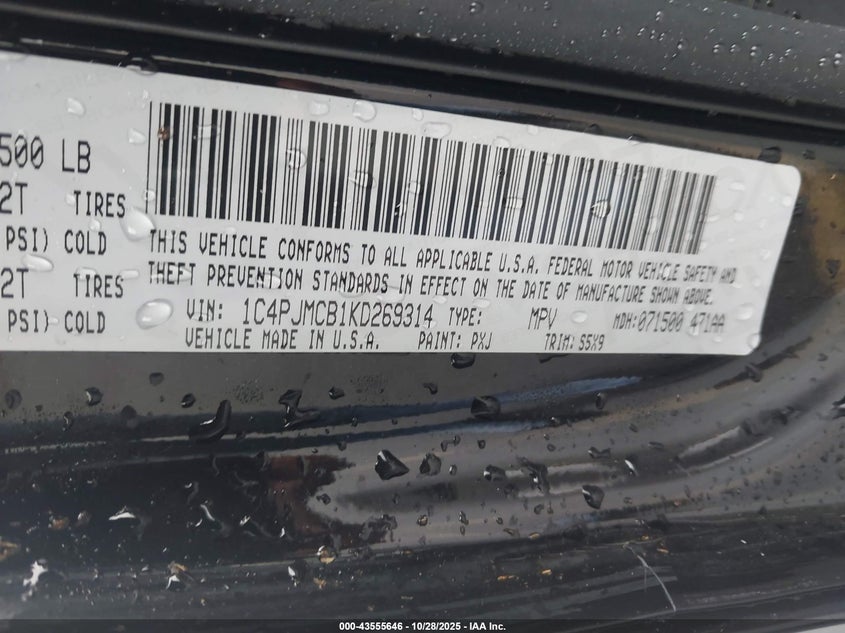 500 LB
2T TIRES
PSI) COLD
2T TIRES
PSI) COLD
THIS VEHICLE CONFORMS TO ALL APPLICABLE U.S.A. FEDERAL MOTOR VEHICLE SAFETY AND
THEFT PREVENTION STANDARDS IN EFFECT ON THE DATE OF MANUFACTURE SHOWN ABOVE.
VIN: 1C4PJMCB1KD269314 TYPE: MPV MDH:071500 471AA
VEHICLE MADE IN U.S.A. PAINT: PXJ TRIM: S5X9
000-43555646 | 10/28/2025 - IAA Inc.